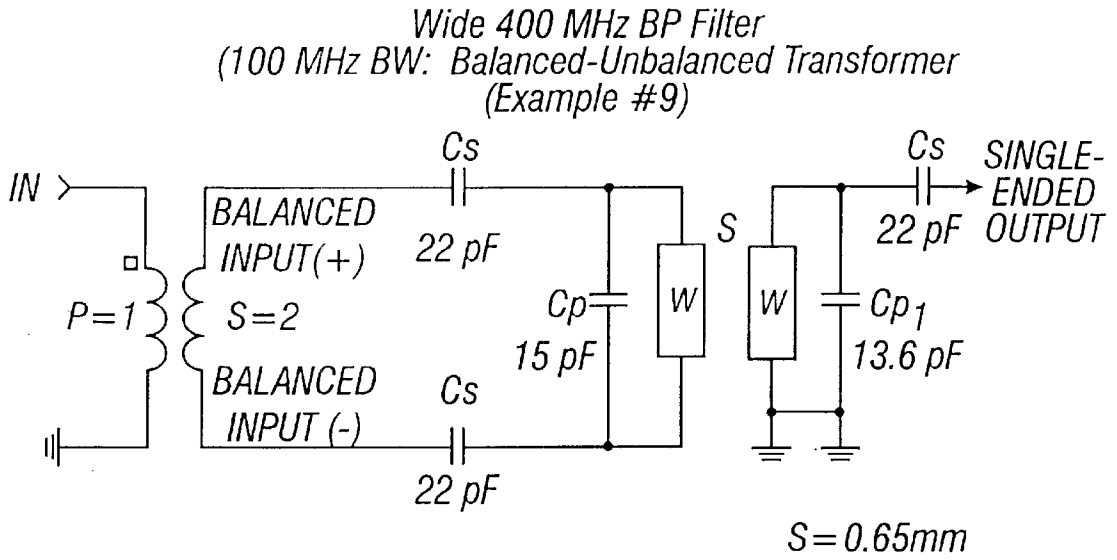 Wide 400 MHz BP Filter
(100 MHz BW: Balanced-Unbalanced Transformer
(Example #9)
IN
P=1
S=2
BALANCED
INPUT(+)
BALANCED
INPUT (-)
Cs
22 pF
Cs
22 pF
Cp
15 pF
W
S
W
Cp1
13.6 pF
Cs
22 pF
SINGLE-
ENDED
OUTPUT
S=0.65mm